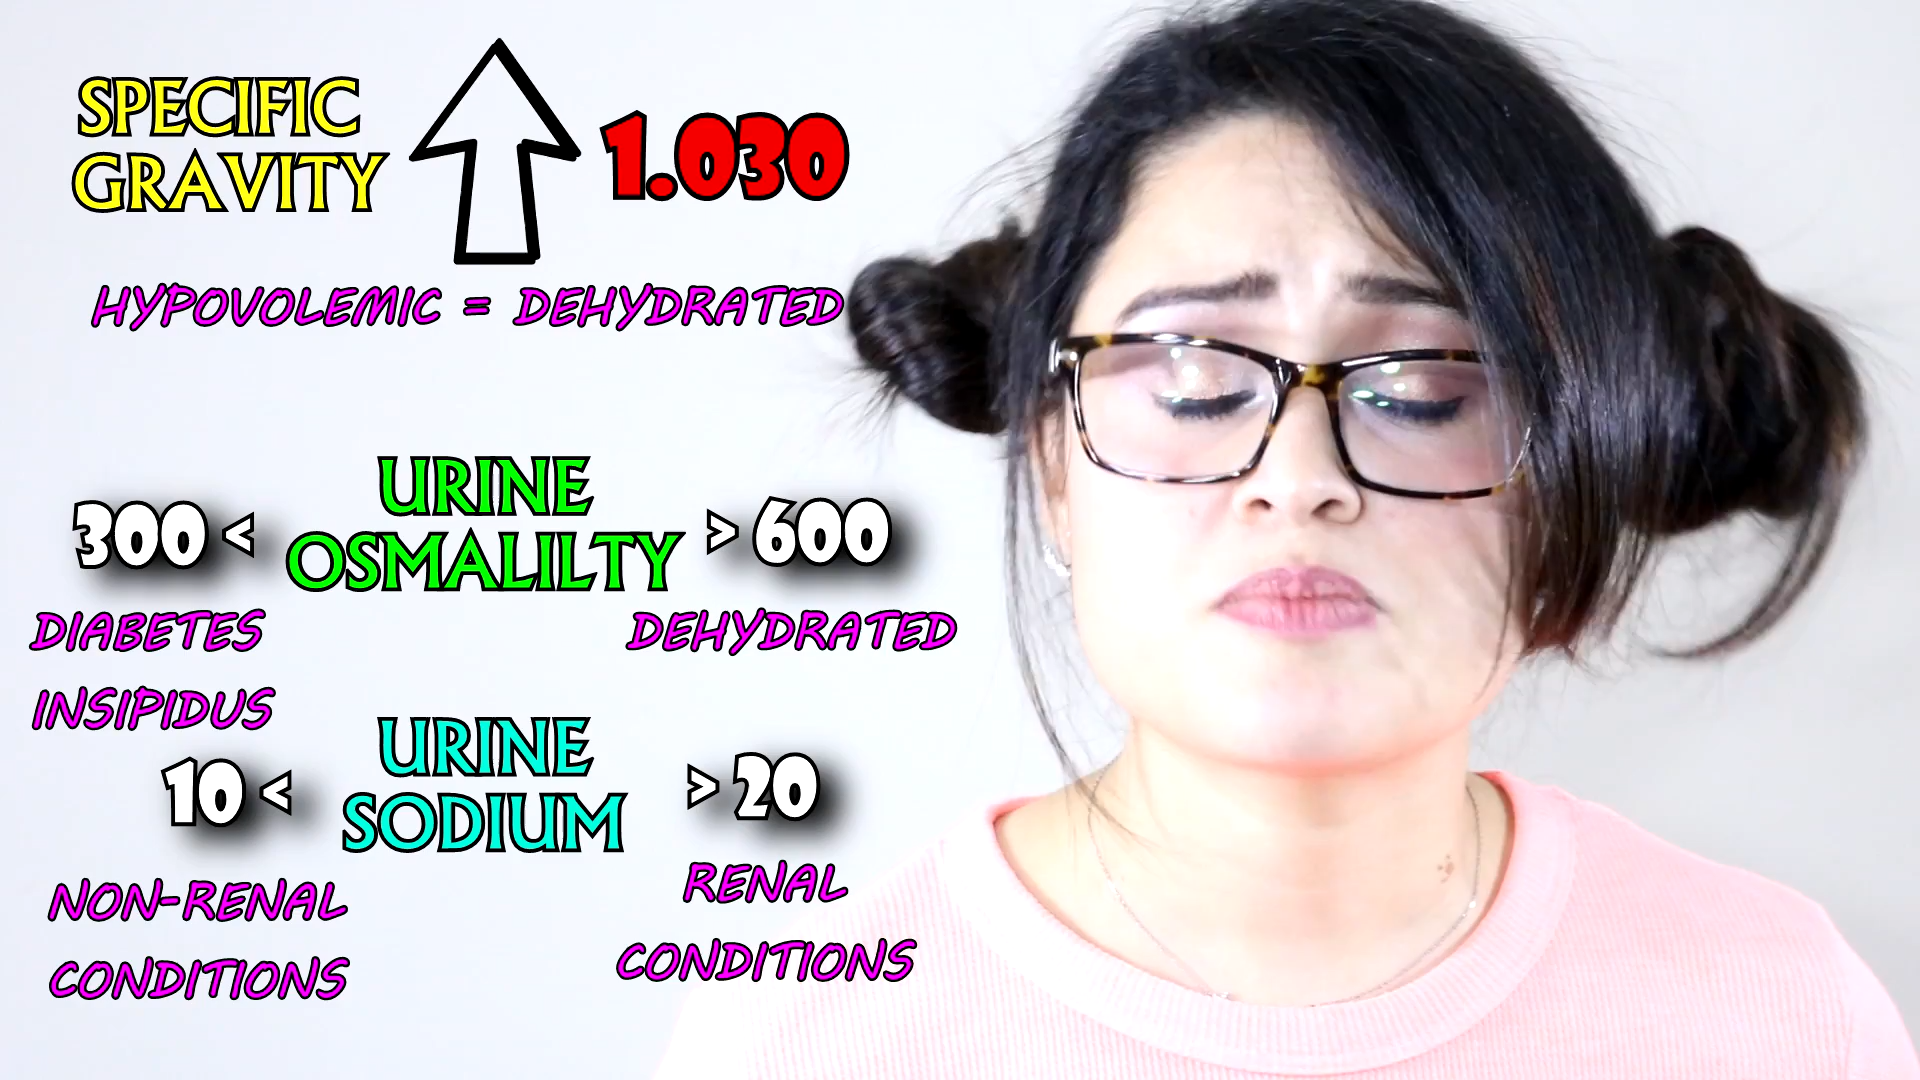 SPECIFIC
GRAVITY
1.030
HYPOVOLEMIC = DEHYDRATED
URINE
300 < OSMALILTY > 600
DIABETES
INSIPIDUS
DEHYDRATED
URINE
10 < SODIUM > 20
NON-RENAL
CONDITIONS
RENAL
CONDITIONS